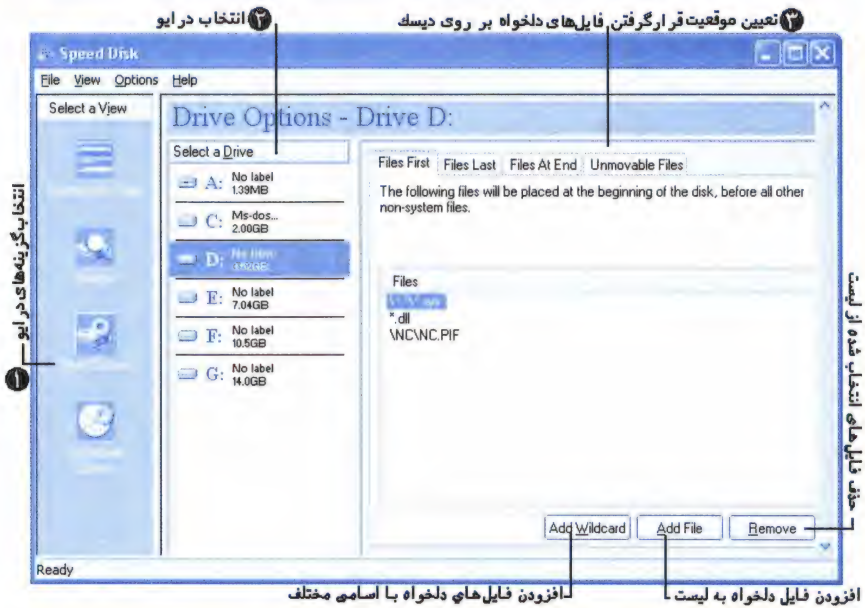 ۲ انتخاب درایو
۳ تعیین موقعیت قرارگرفتن فایل‌های دلخواه بر روی دیسک
Speed Disk
File View Options Help
Select a View
Drive Options - Drive D:
Select a Drive
A: No label
1.39MB
C: Ms-dos...
2.00GB
D: No label
E: No label
7.04GB
F: No label
10.5GB
G: No label
14.0GB
Files First Files Last Files At End Unmovable Files
The following files will be placed at the beginning of the disk, before all other
non-system files.
Files
*.dll
\NC\NC.PIF
Add Wildcard Add File Remove
Ready
۱ انتخاب گزینه‌های درایو
حذف فایل‌های انتخاب شده از لیست
افزودن فایل دلخواه به لیست
افزودن فایل‌های دلخواه با اسامی مختلف